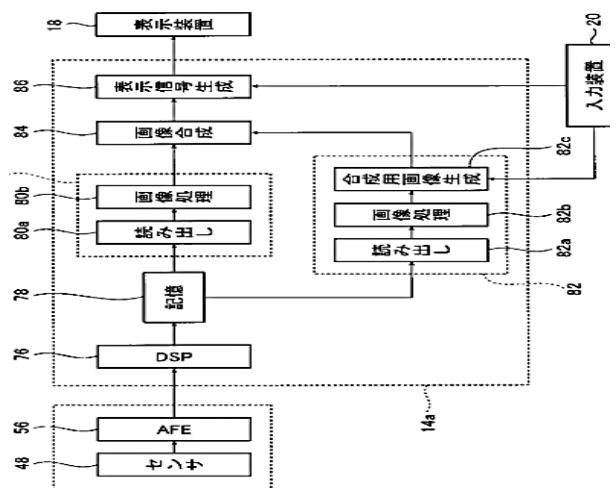 18
表示装置
86
表示信号生成
84
画像合成
20
入力装置
80b
画像処理
80a
読み出し
82c
合成用画像生成
82b
画像処理
82a
読み出し
82
78
記憶
76
DSP
14a
56
AFE
48
センサ